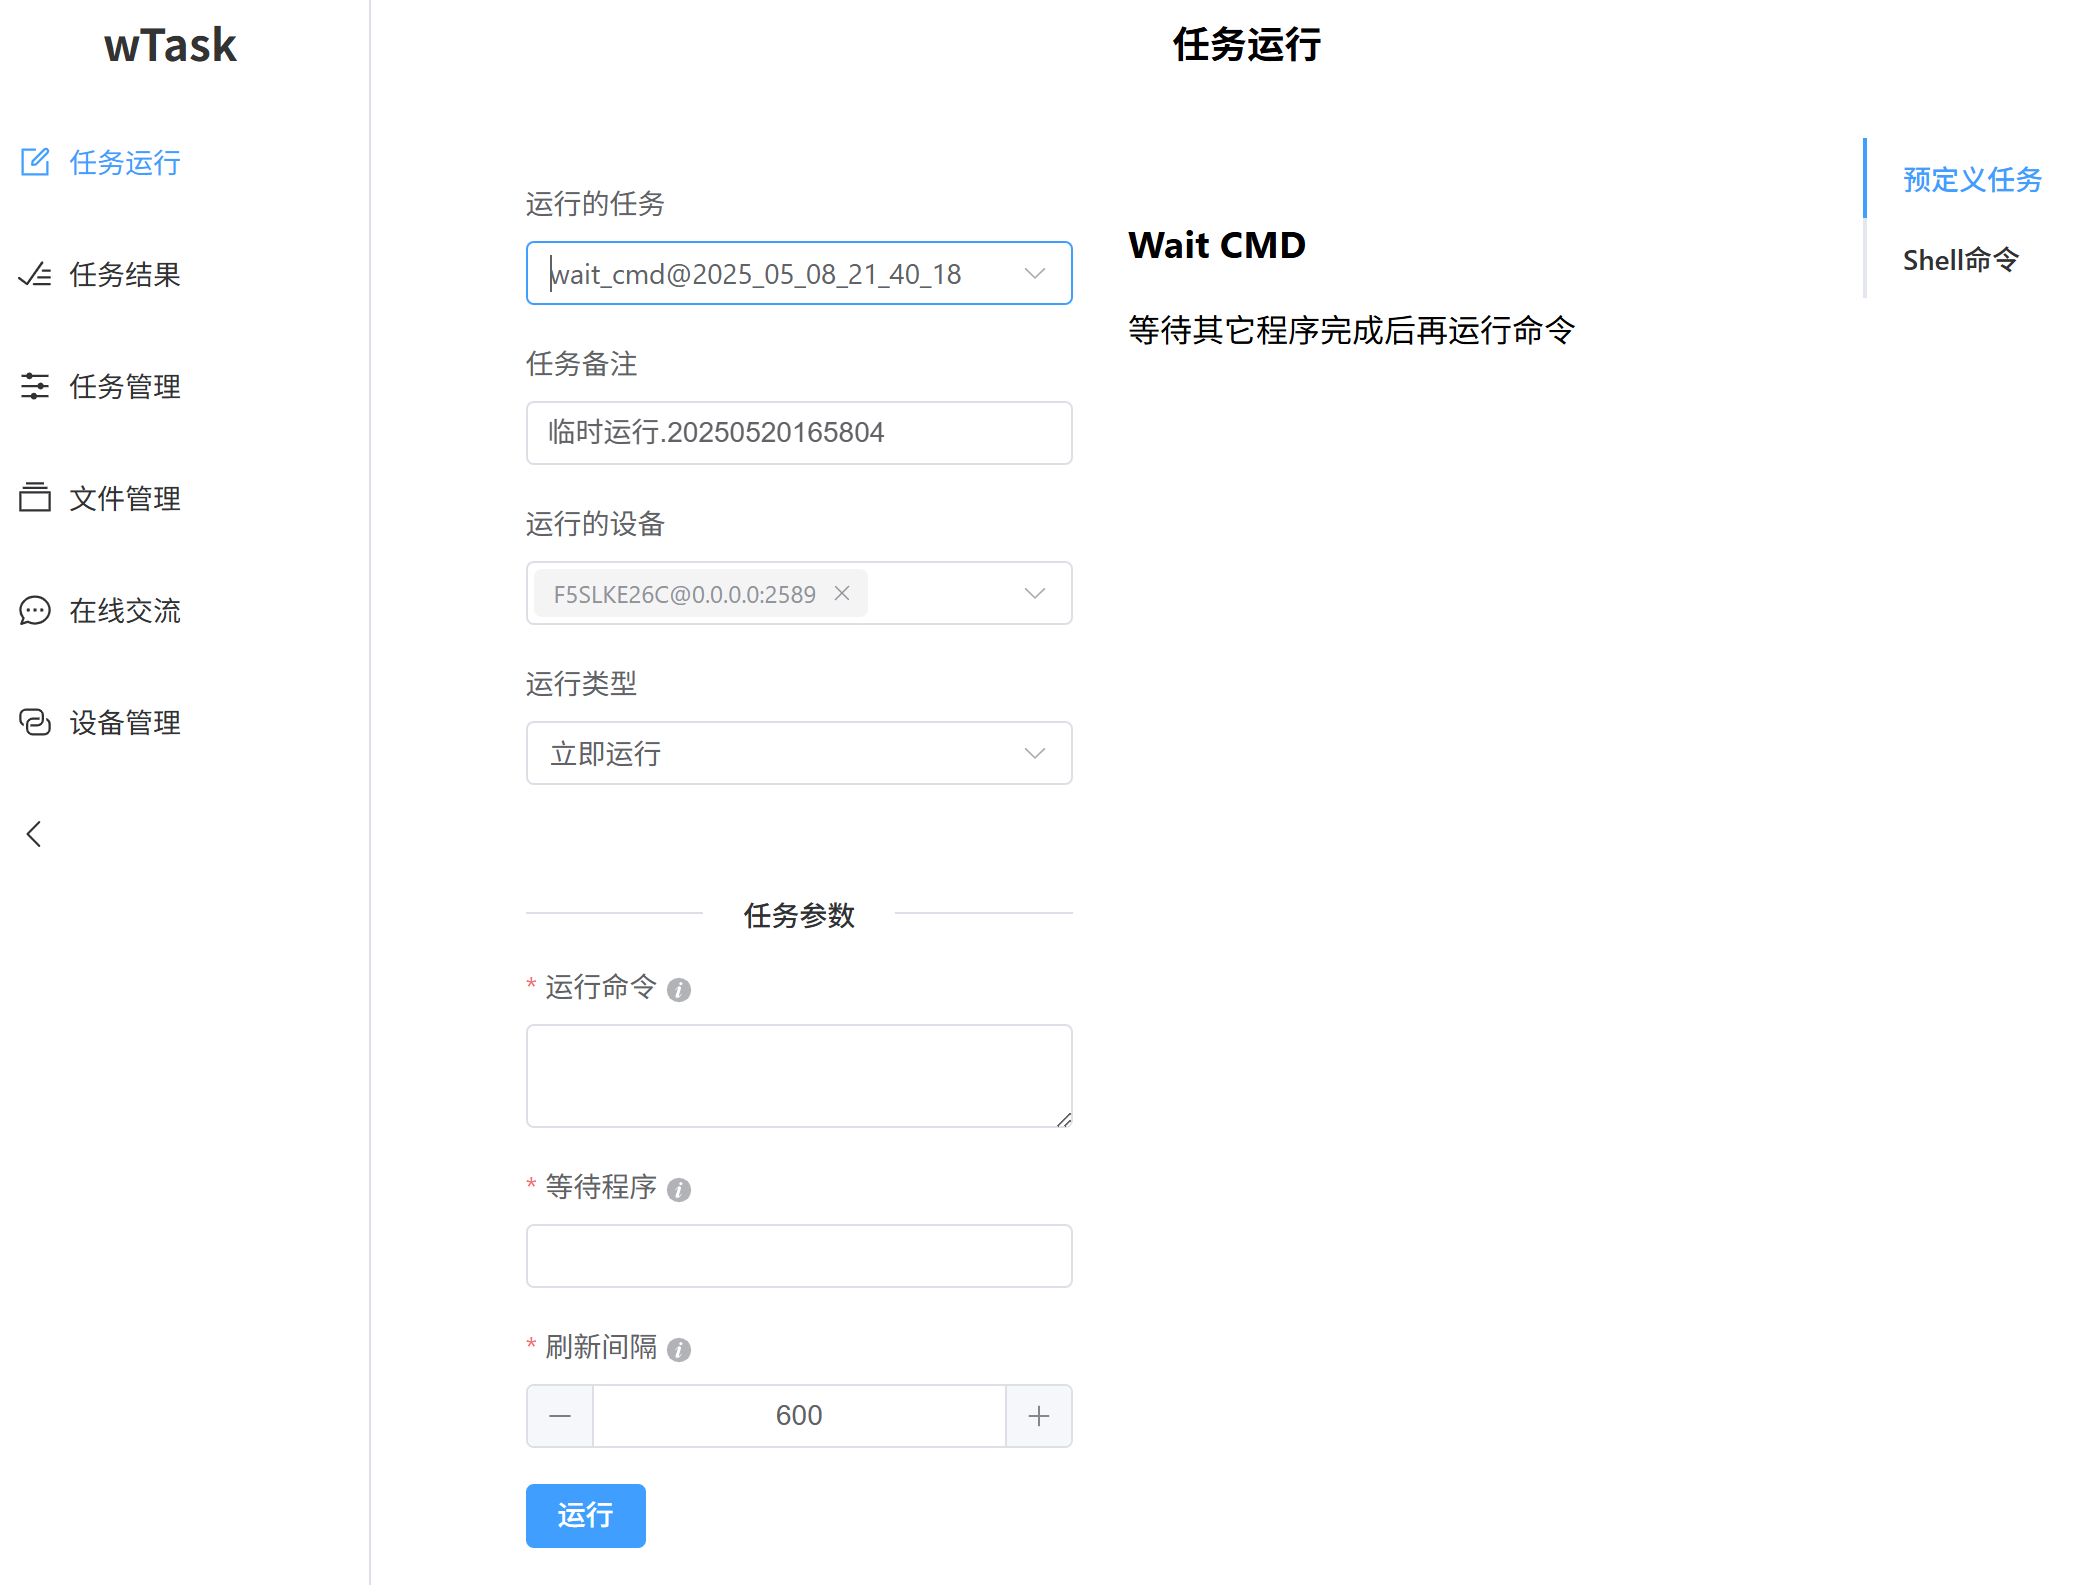 wTask
任务运行
任务结果
任务管理
文件管理
在线交流
设备管理
任务运行
运行的任务
wait_cmd@2025_05_08_21_40_18
任务备注
临时运行.20250520165804
运行的设备
F5SLKE26C@0.0.0.0:2589
运行类型
立即运行
任务参数
* 运行命令
* 等待程序
* 刷新间隔
600
运行
Wait CMD
等待其它程序完成后再运行命令
预定义任务
Shell命令